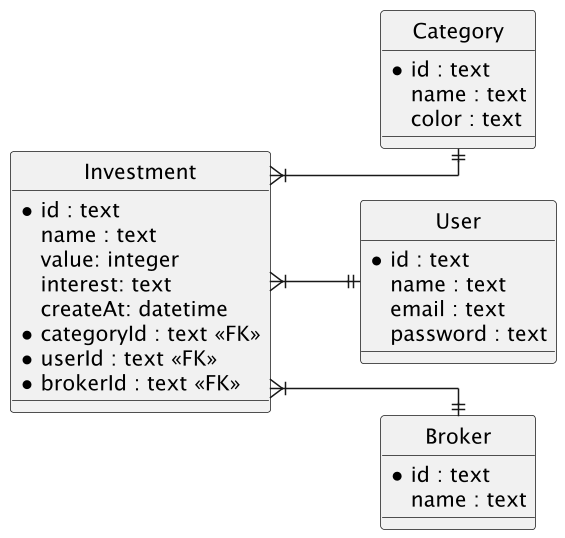 Category
* id : text
name : text
color : text
Investment
* id : text
name : text
value: integer
interest: text
createAt: datetime
* categoryId : text «FK»
* userId : text «FK»
* brokerId : text «FK»
User
* id : text
name : text
email : text
password : text
Broker
* id : text
name : text